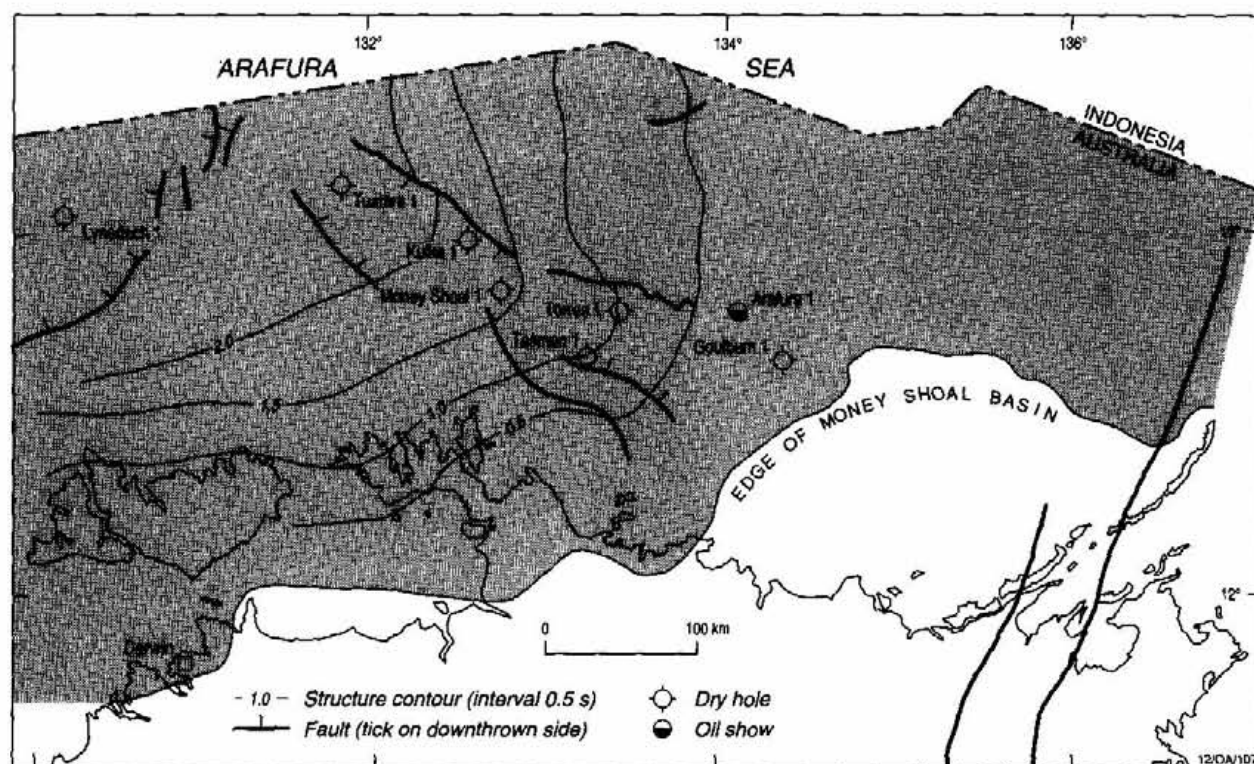 132°
134°
136°
ARAFURA
SEA
INDONESIA
AUSTRALIA
Tuatara 1
Kulka 1
Money Shoal 1
Torres 1
Tasman 1
Arafura 1
Goulburn 1
2.0
1.5
1.0
0.5
EDGE OF MONEY SHOAL BASIN
12°
Darwin
0
100 km
- 1.0 - Structure contour (interval 0.5 s)
Fault (tick on downthrown side)
Dry hole
Oil show